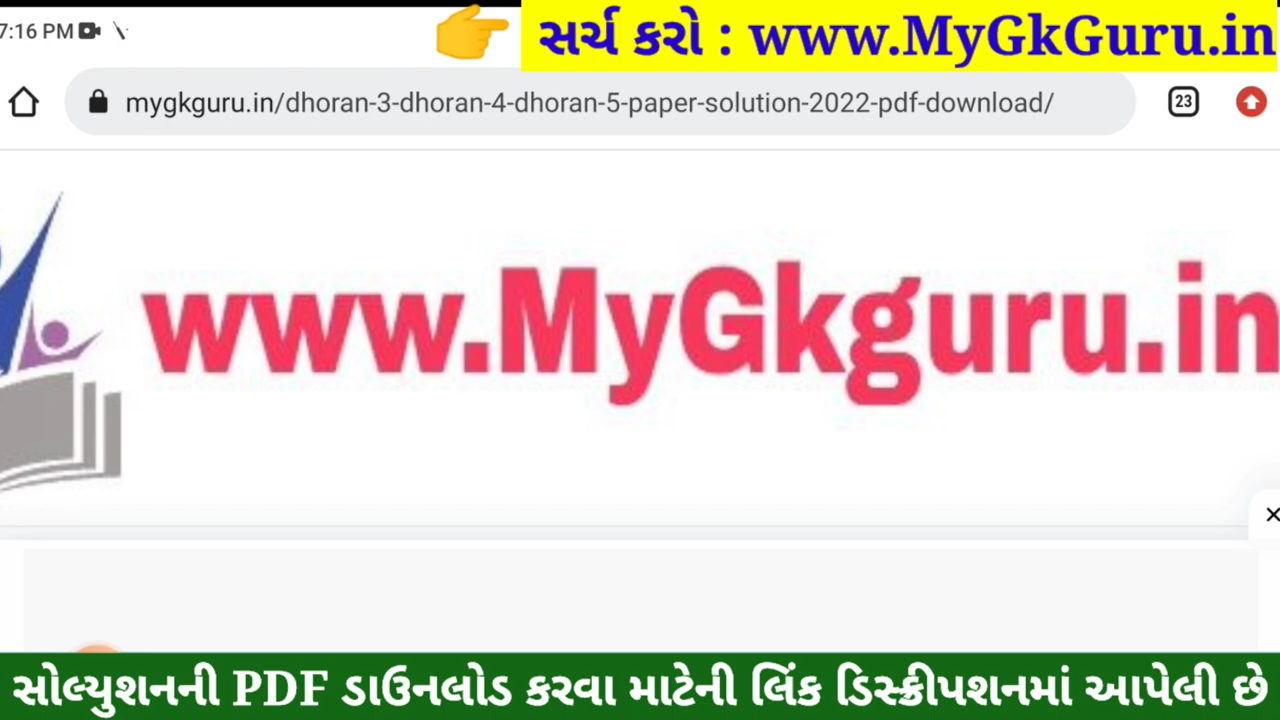 7:16 PM
સર્ચ કરો : www.MyGkGuru.in
mygkguru.in/dhoran-3-dhoran-4-dhoran-5-paper-solution-2022-pdf-download/
23
www.MyGkguru.in
સોલ્યુશનની PDF ડાઉનલોડ કરવા માટેની લિંક ડિસ્ક્રીપશનમાં આપેલી છે